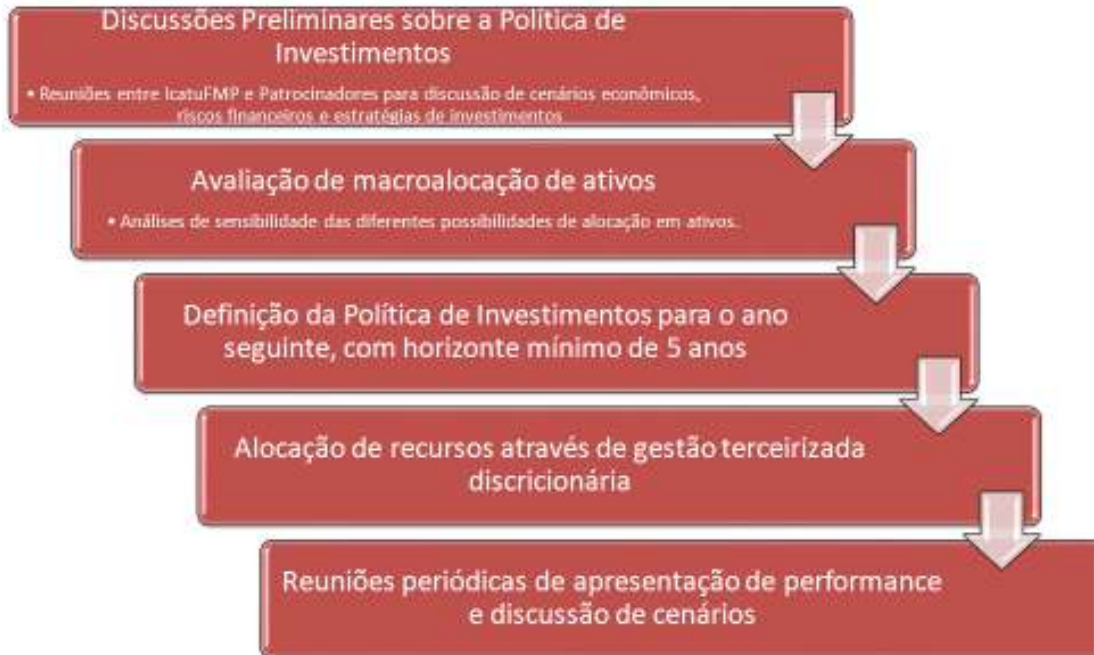 Discussões Preliminares sobre a Política de
Investimentos
• Reuniões entre IcatuFMP e Patrocinadores para discussão de cenários econômicos,
riscos financeiros e estratégias de investimentos
Avaliação de macroalocação de ativos
• Análises de sensibilidade das diferentes possibilidades de alocação em ativos.
Definição da Política de Investimentos para o ano
seguinte, com horizonte mínimo de 5 anos
Alocação de recursos através de gestão terceirizada
discricionária
Reuniões periódicas de apresentação de performance
e discussão de cenários